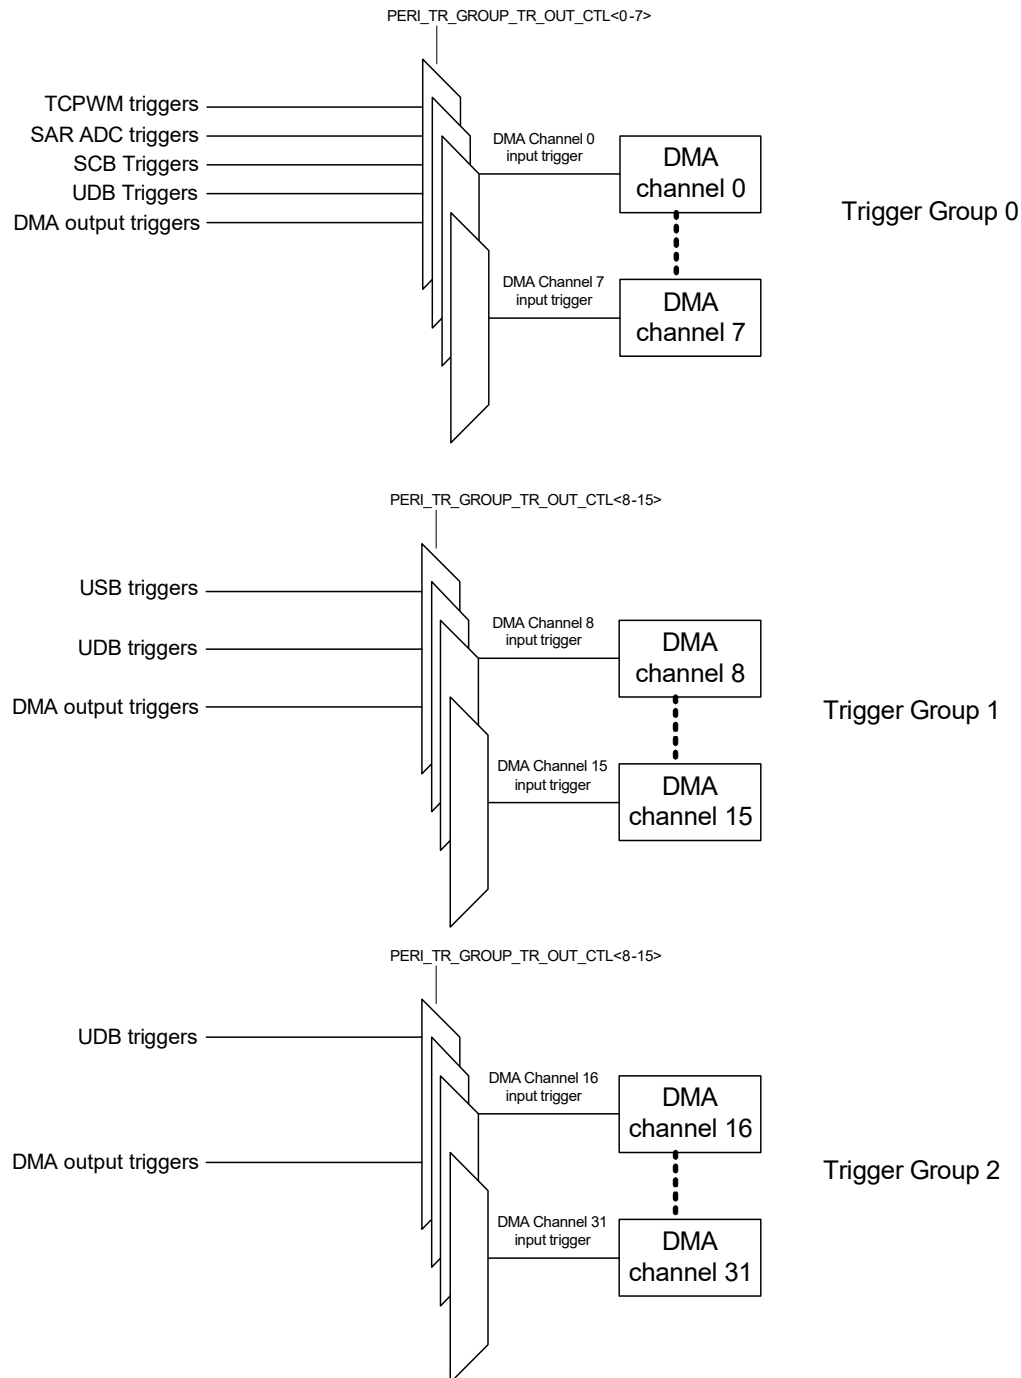 PERI_TR_GROUP_TR_OUT_CTL<0-7>
TCPWM triggers
SAR ADC triggers
SCB Triggers
UDB Triggers
DMA output triggers
DMA Channel 0
input trigger
DMA
channel 0
Trigger Group 0
DMA Channel 7
input trigger
DMA
channel 7
PERI_TR_GROUP_TR_OUT_CTL<8-15>
USB triggers
UDB triggers
DMA output triggers
DMA Channel 8
input trigger
DMA
channel 8
Trigger Group 1
DMA Channel 15
input trigger
DMA
channel 15
PERI_TR_GROUP_TR_OUT_CTL<8-15>
UDB triggers
DMA output triggers
DMA Channel 16
input trigger
DMA
channel 16
Trigger Group 2
DMA Channel 31
input trigger
DMA
channel 31